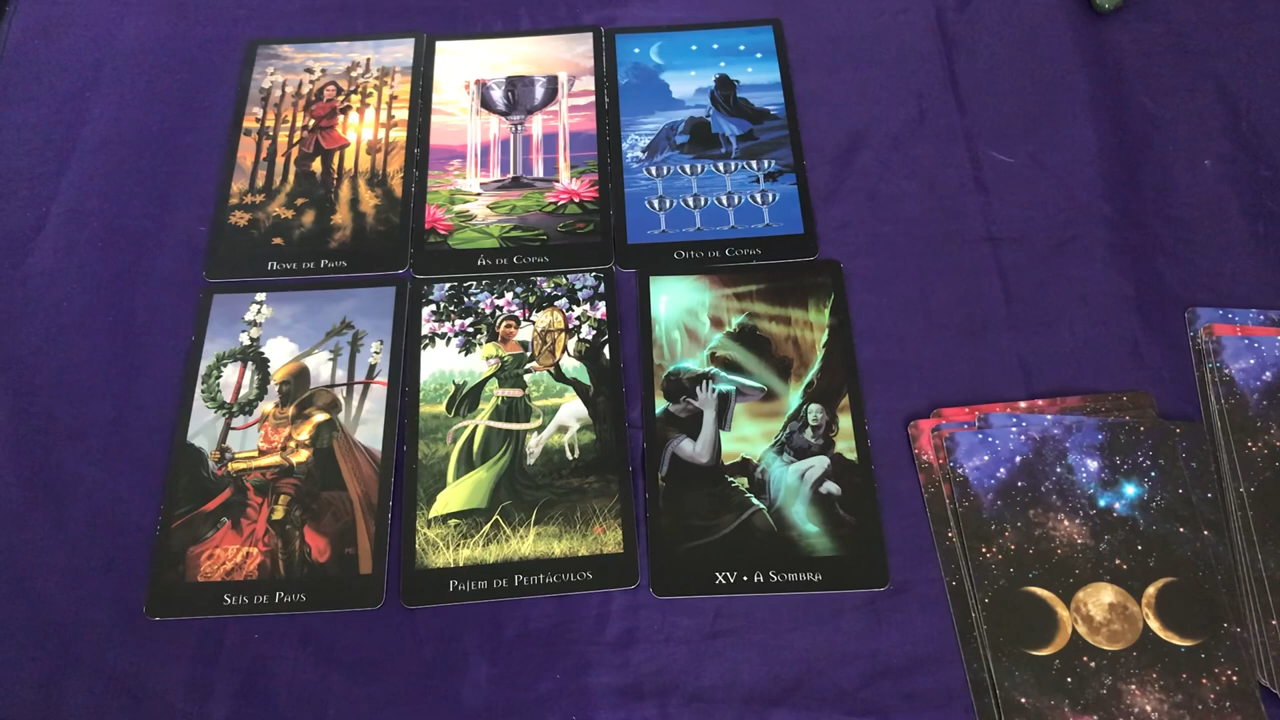 Nove de Paus
Ás de Copas
Oito de Copas
Seis de Paus
Pajem de Pentáculos
XV • A Sombra